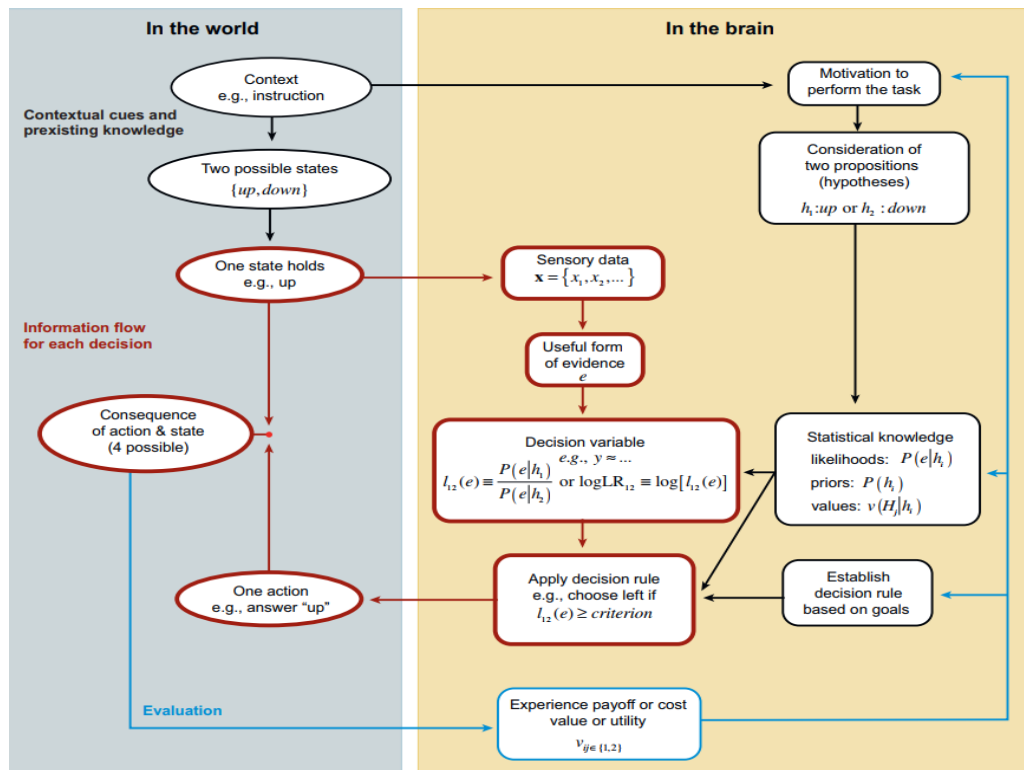 In the world
In the brain
Context
e.g., instruction
Motivation to
perform the task
Contextual cues and
prexisting knowledge
Two possible states
{up,down}
Consideration of
two propositions
(hypotheses)
h₁:up or h₂ : down
One state holds
e.g., up
Sensory data
x = {x₁,x₂,...}
Information flow
for each decision
Useful form
of evidence
e
Consequence
of action & state
(4 possible)
Decision variable
e.g., y ≈ ...
l₁₂(e) ≡ P(e|h₁)/P(e|h₂) or logLR₁₂ ≡ log[l₁₂(e)]
Statistical knowledge
likelihoods: P(e|hᵢ)
priors: P(hᵢ)
values: v(Hⱼ|hᵢ)
One action
e.g., answer “up”
Apply decision rule
e.g., choose left if
l₁₂(e) ≥ criterion
Establish
decision rule
based on goals
Evaluation
Experience payoff or cost
value or utility
v_{ij∈{1,2}}